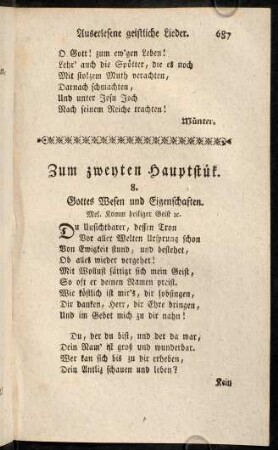 Auserlesene geistliche Lieder. 687
O Gott! zum ew'gen Leben!
Lehr' auch die Spötter, die es noch
Mit stolzem Muth verachten,
Darnach schmachten,
Und unter Jesu Joch
Nach seinem Reiche trachten!
Münter.
Zum zweyten Hauptstük.
8.
Gottes Wesen und Eigenschaften.
Mel. Komm heiliger Geist ꝛc.
Du Unsichtbarer, dessen Tron
Vor aller Welten Ursprung schon
Von Ewigkeit stund, und bestehet,
Ob alles wieder vergehet!
Mit Wollust sättigt sich mein Geist,
So oft er deinen Namen preist.
Wie köstlich ist mir's, dir lobsingen,
Dir danken, Herr, dir Ehre bringen,
Und im Gebet mich zu dir nahn!
Du, der du bist, und der da war,
Dein Nam' ist groß und wunderbar.
Wer kan sich bis zu dir erheben,
Dein Antliz schauen und leben?
Kein